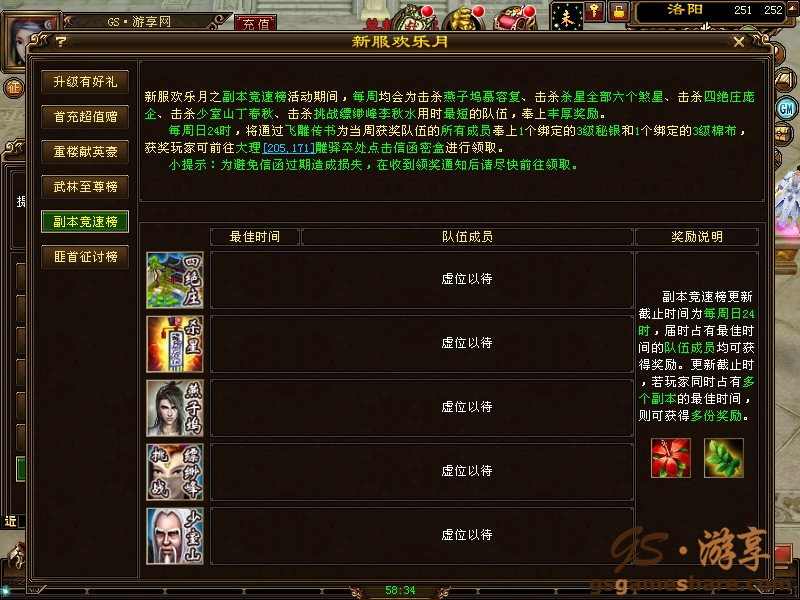 GS·游享网
充值
洛阳
251 252
未
?
新服欢乐月
征
GM
提
近
升级有好礼
首充超值赠
重楼献英豪
武林至尊榜
副本竞速榜
匪首征讨榜
新服欢乐月之副本竞速榜活动期间，每周均会为击杀燕子坞慕容复、击杀杀星全部六个煞星、击杀四绝庄庞
企、击杀少室山丁春秋、击杀挑战缥缈峰李秋水用时最短的队伍，奉上丰厚奖励。
每周日24时，将通过飞雕传书为当周获奖队伍的所有成员奉上1个绑定的3级秘银和1个绑定的3级棉布，
获奖玩家可前往大理[205,171]雕驿卒处点击信函密盒进行领取。
小提示：为避免信函过期造成损失，在收到领奖通知后请尽快前往领取。
最佳时间
队伍成员
奖励说明
四绝庄
虚位以待
杀星
虚位以待
燕子坞
虚位以待
挑战缥缈峰
虚位以待
少室山
虚位以待
副本竞速榜更新
截止时间为每周日24
时，届时占有最佳时
间的队伍成员均可获
得奖励。更新截止时
，若玩家同时占有多
个副本的最佳时间，
则可获得多份奖励。
58:34
GS·游享
gsgameshare.com